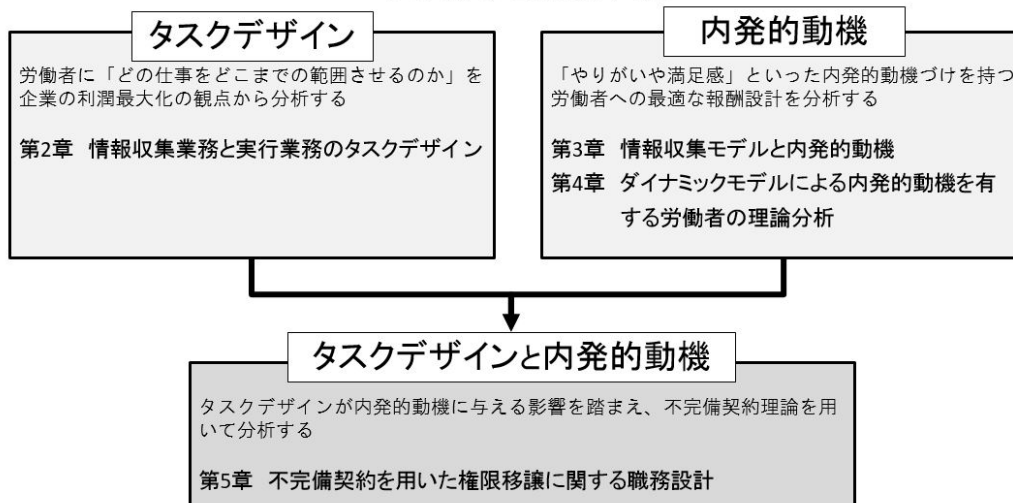 タスクデザイン
労働者に「どの仕事をどこまでの範囲させるのか」を
企業の利潤最大化の観点から分析する
第2章 情報収集業務と実行業務のタスクデザイン
内発的動機
「やりがいや満足感」といった内発的動機づけを持つ
労働者への最適な報酬設計を分析する
第3章 情報収集モデルと内発的動機
第4章 ダイナミックモデルによる内発的動機を有
する労働者の理論分析
タスクデザインと内発的動機
タスクデザインが内発的動機に与える影響を踏まえ、不完備契約理論を用
いて分析する
第5章 不完備契約を用いた権限移譲に関する職務設計